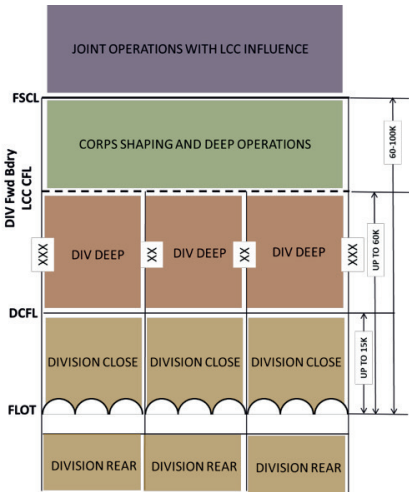 JOINT OPERATIONS WITH LCC INFLUENCE
FSCL
CORPS SHAPING AND DEEP OPERATIONS
60-100K
DIV Fwd Bdry
LCC CFL
XXX
DIV DEEP
XX
DIV DEEP
XX
DIV DEEP
XXX
UP TO 60K
DCFL
DIVISION CLOSE
DIVISION CLOSE
DIVISION CLOSE
UP TO 15K
FLOT
DIVISION REAR
DIVISION REAR
DIVISION REAR